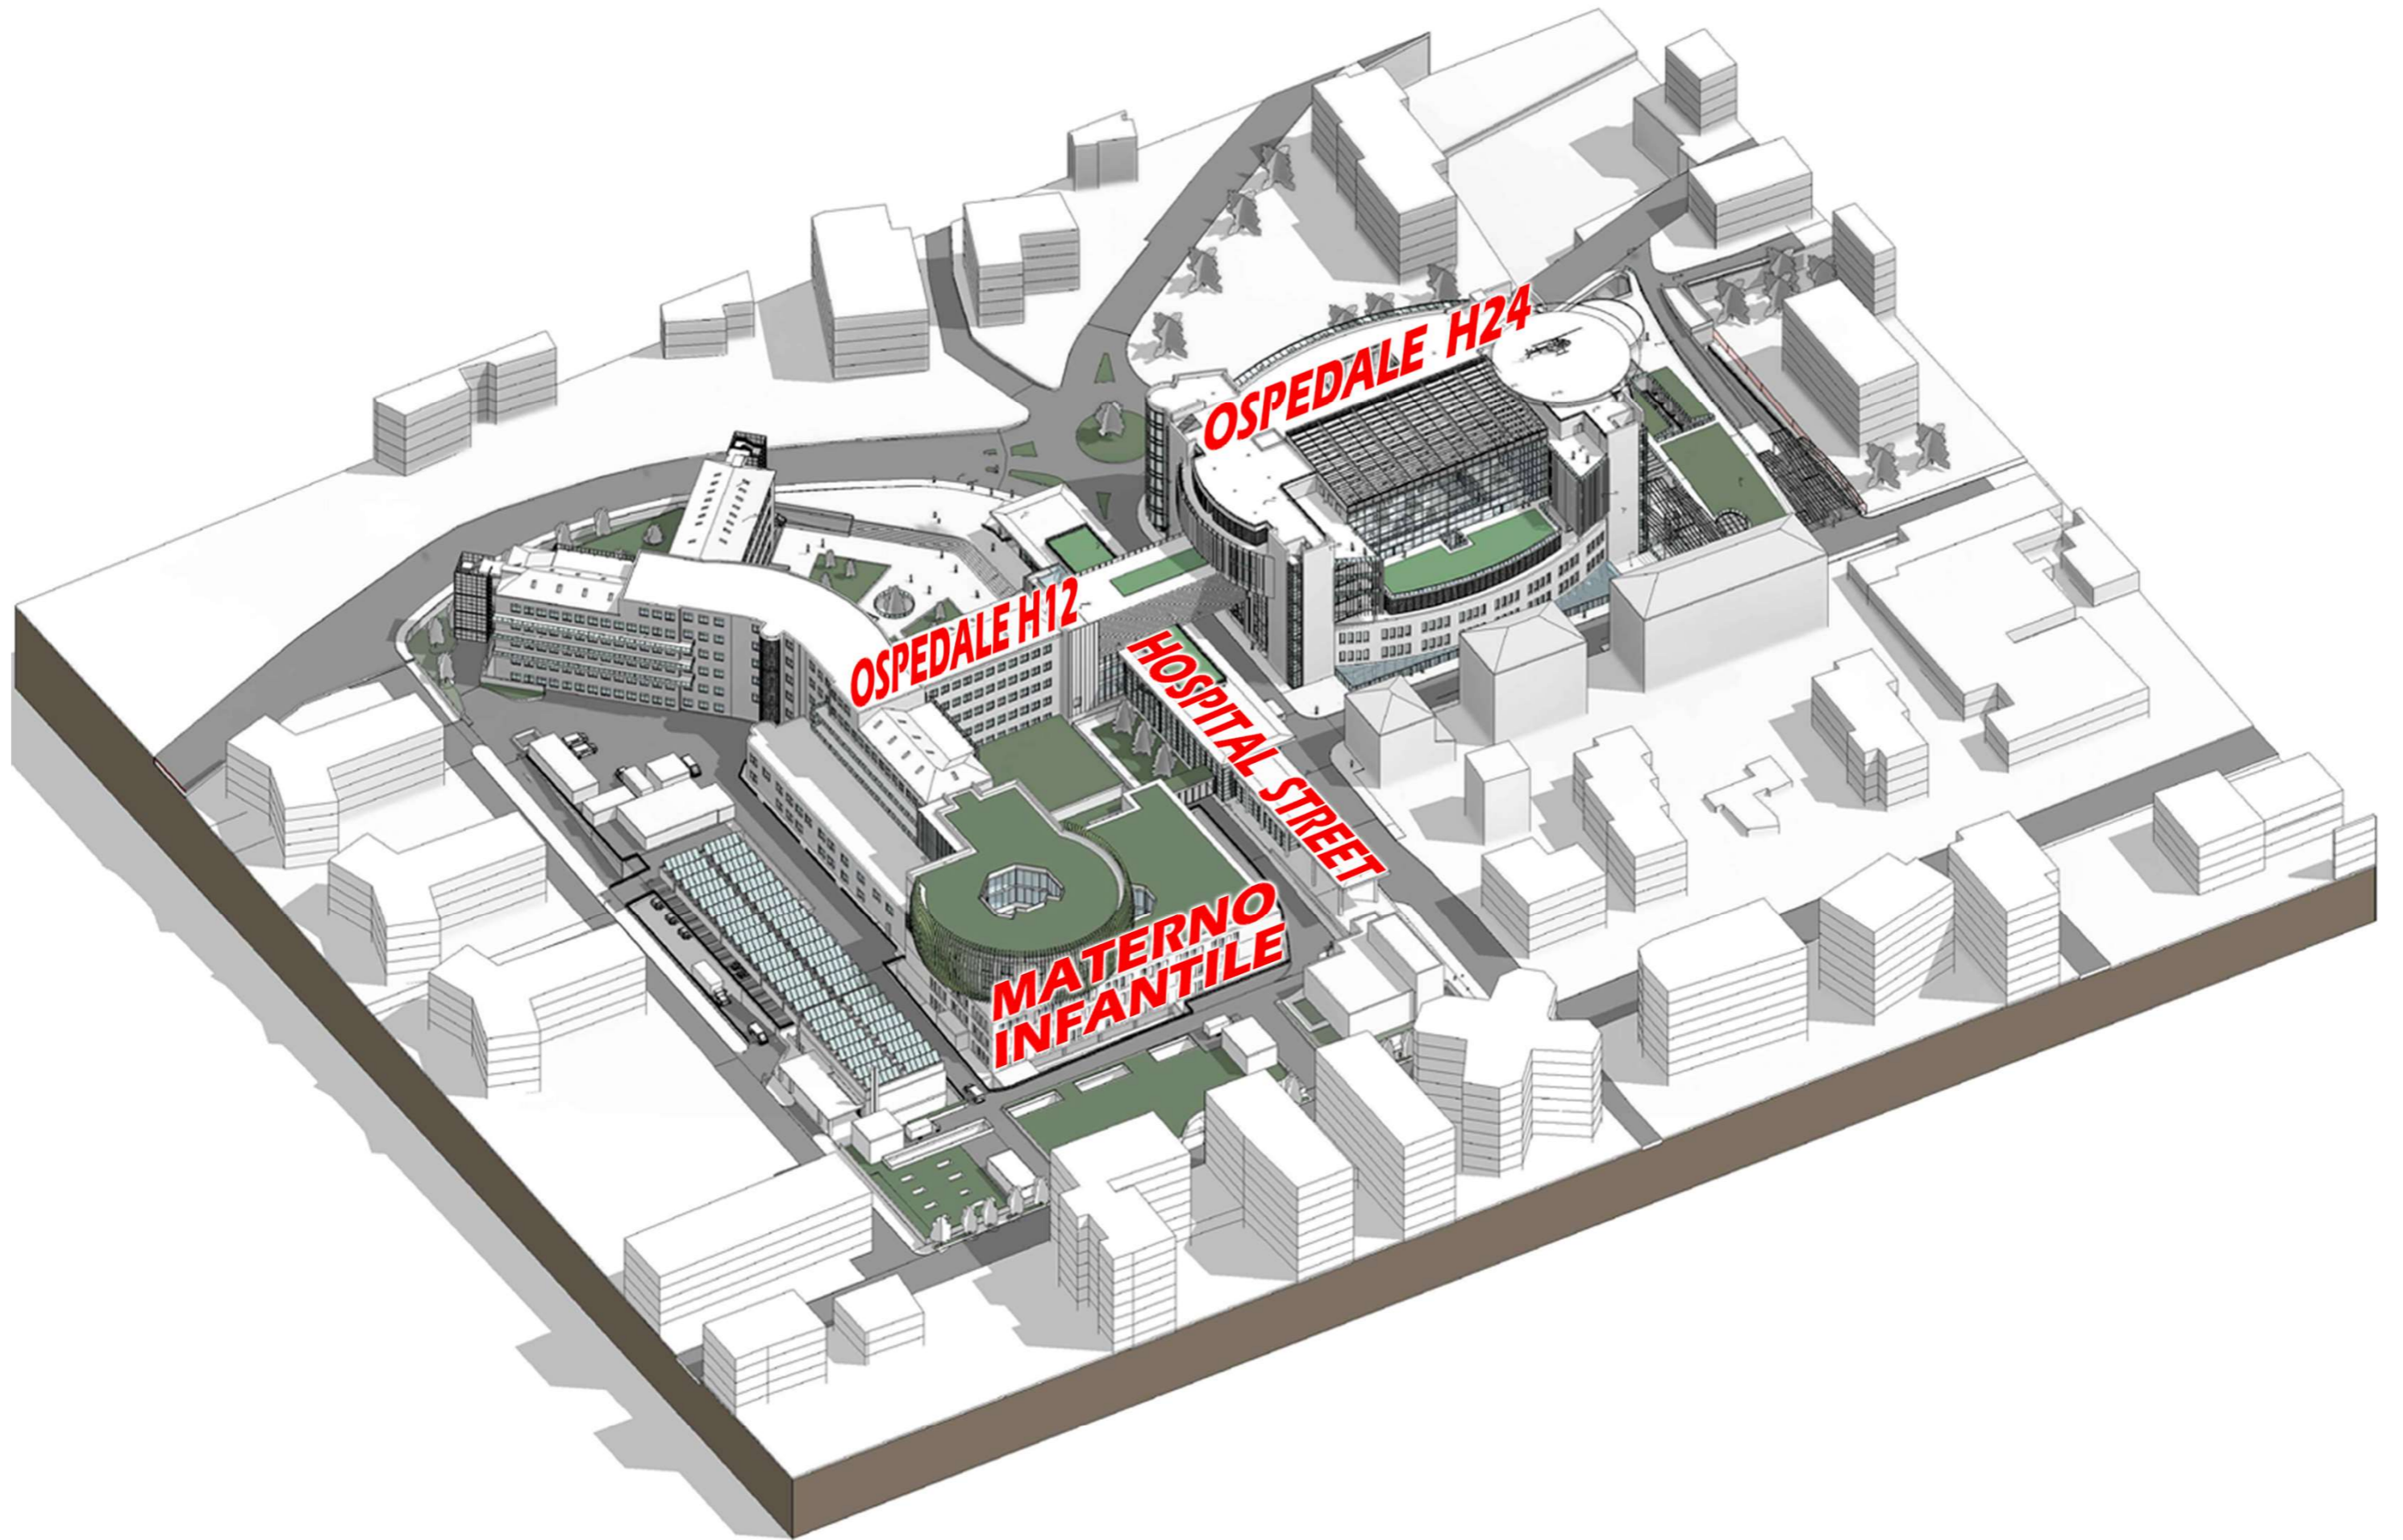 OSPEDALE H24
OSPEDALE H12
HOSPITAL STREET
MATERNO
INFANTILE